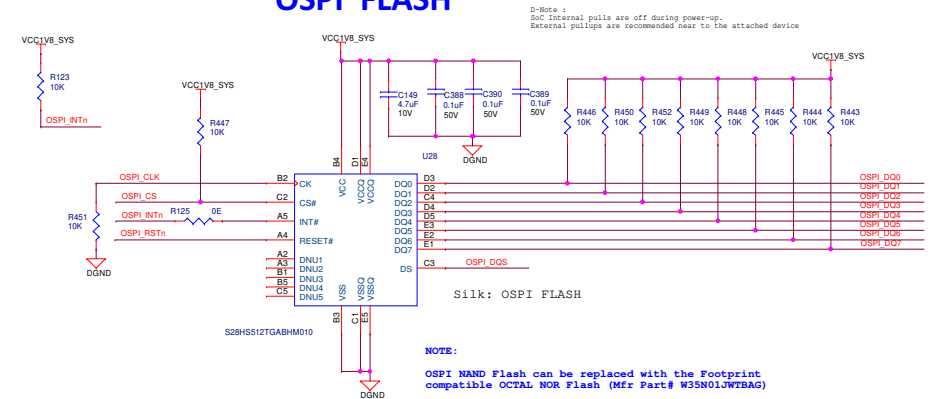 OSPI FLASH
D-Note :
SoC Internal pulls are off during power-up.
External pullups are recommended near to the attached device
VCC1V8_SYS
VCC1V8_SYS
VCC1V8_SYS
VCC1V8_SYS
R123
10K
OSPI_INTn
R447
10K
C149
4.7uF
10V
C388
0.1uF
50V
C390
0.1uF
50V
C389
0.1uF
50V
DGND
R446
10K
R450
10K
R452
10K
R449
10K
R448
10K
R445
10K
R444
10K
R443
10K
U28
B4
D1
E4
VCC
VCCQ
VCCQ
OSPI_CLK
B2
CK
OSPI_CS
C2
CS#
OSPI_INTn
R125
0E
A5
INT#
OSPI_RSTn
A4
RESET#
R451
10K
DGND
A2
DNU1
A3
DNU2
B1
DNU3
B5
DNU4
C5
DNU5
DQ0
D3
OSPI_DQ0
DQ1
D2
OSPI_DQ1
DQ2
C4
OSPI_DQ2
DQ3
D4
OSPI_DQ3
DQ4
D5
OSPI_DQ4
DQ5
E3
OSPI_DQ5
DQ6
E2
OSPI_DQ6
DQ7
E1
OSPI_DQ7
DS
C3
OSPI_DQS
VSS
VSSQ
VSSQ
B3
C1
E5
Silk: OSPI FLASH
S28HS512TGABHM010
DGND
NOTE:
OSPI NAND Flash can be replaced with the Footprint
compatible OCTAL NOR Flash (Mfr Part# W35N01JWTBAG)